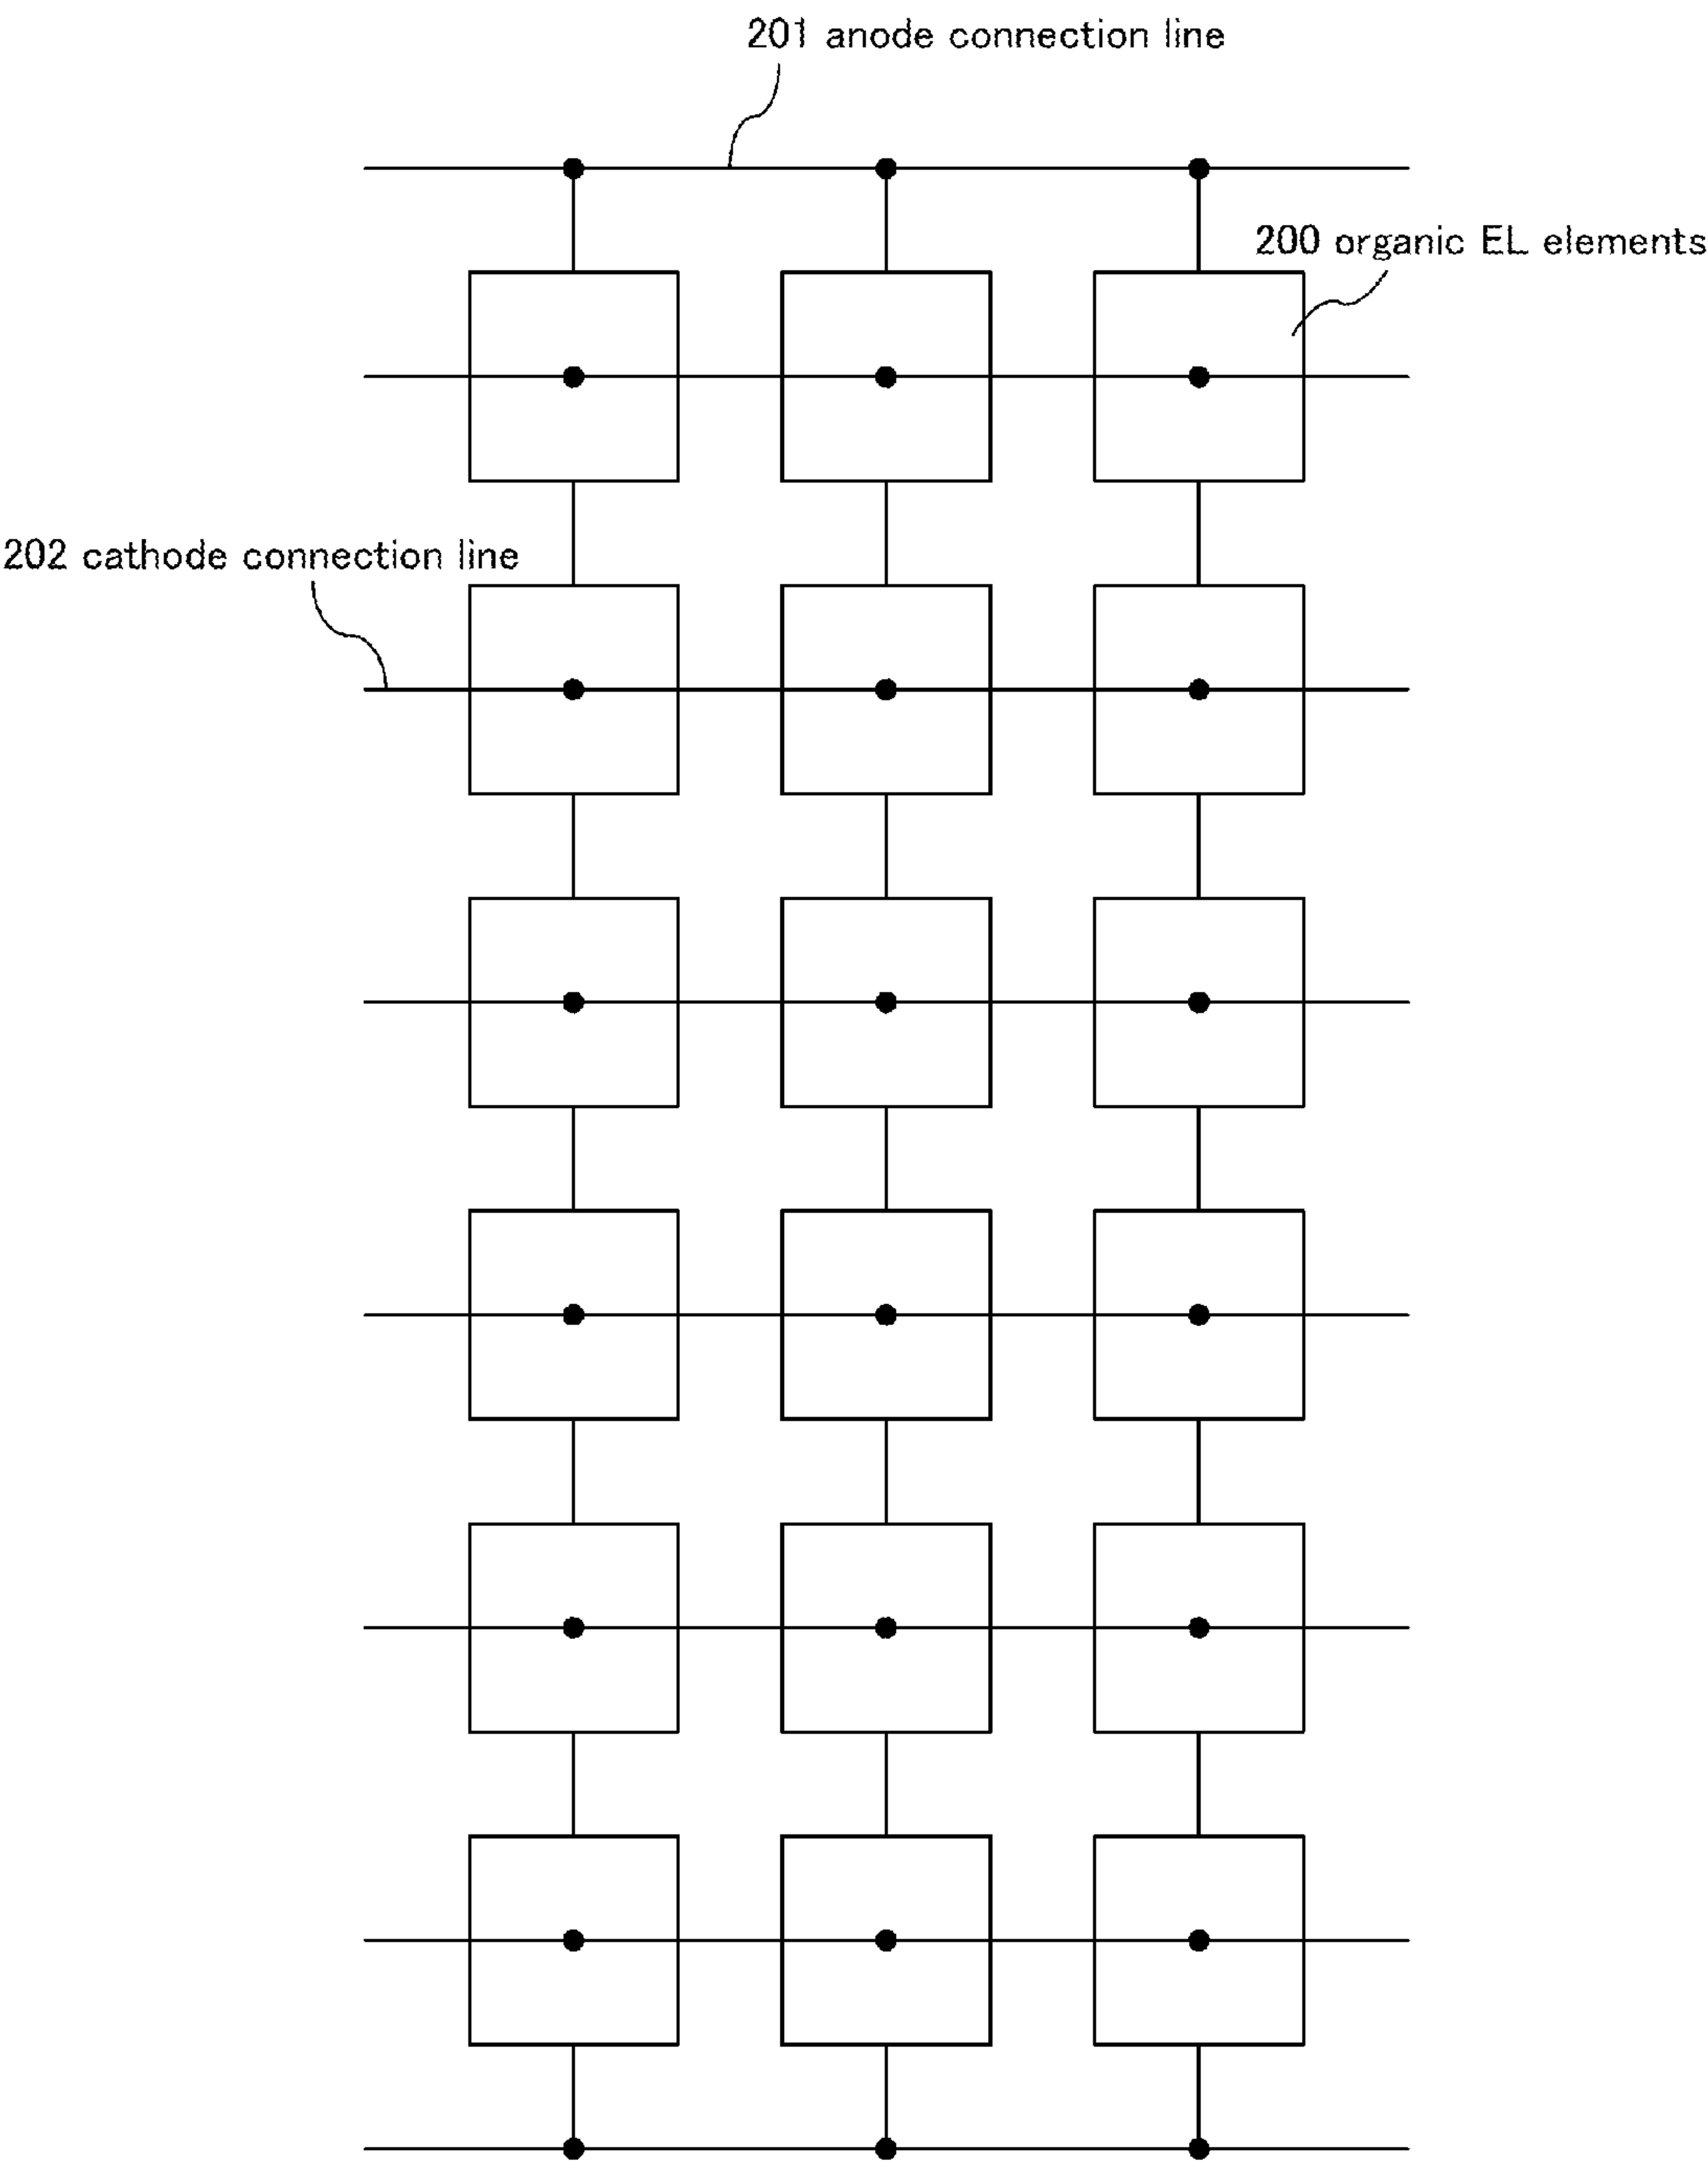 201 anode connection line
200 organic EL elements
202 cathode connection line